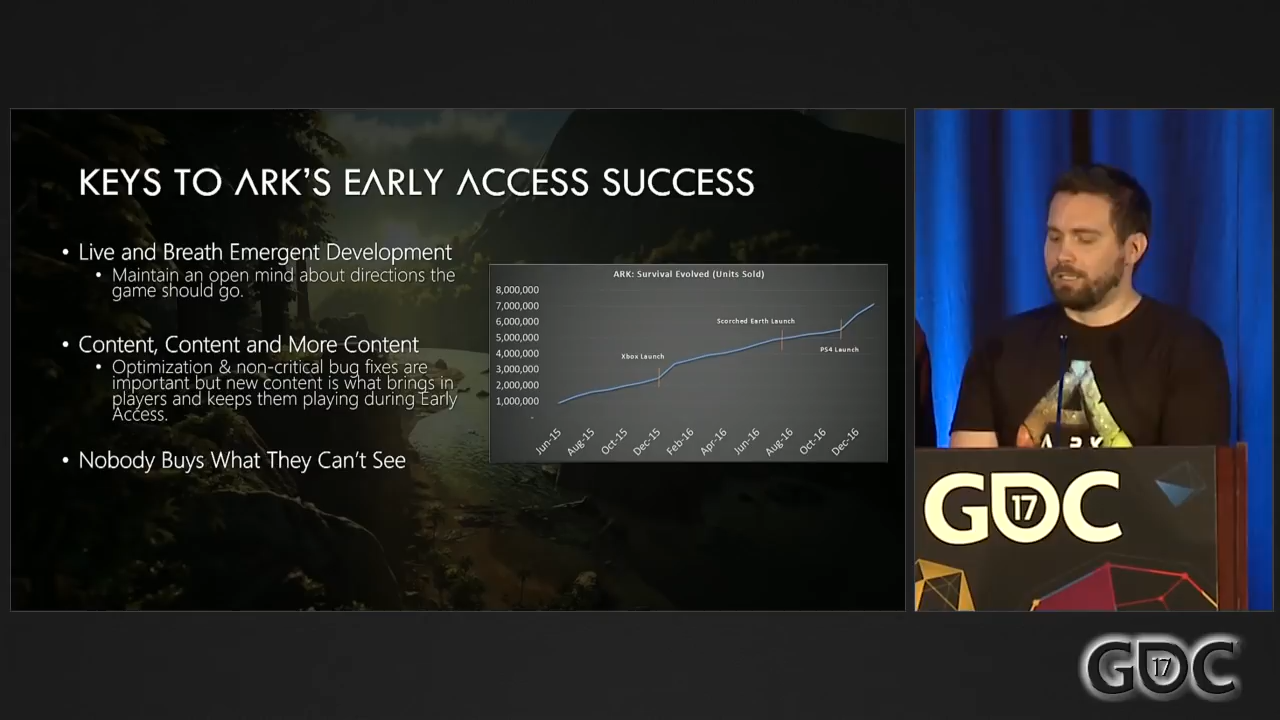 KEYS TO ARK'S EARLY ACCESS SUCCESS
• Live and Breath Emergent Development
• Maintain an open mind about directions the
game should go.
• Content, Content and More Content
• Optimization & non-critical bug fixes are
important but new content is what brings in
players and keeps them playing during Early
Access.
• Nobody Buys What They Can't See
ARK: Survival Evolved (Units Sold)
8,000,000
7,000,000
6,000,000
5,000,000
4,000,000
3,000,000
2,000,000
1,000,000
-
Xbox Launch
Scorched Earth Launch
PS4 Launch
Jun-15
Aug-15
Oct-15
Dec-15
Feb-16
Apr-16
Jun-16
Aug-16
Oct-16
Dec-16
ARK
GDC
17
GDC
17